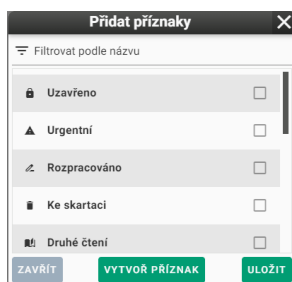 Přidat příznaky
Filtrovat podle názvu
Uzavřeno
Urgentní
Rozpracováno
Ke skartaci
Druhé čtení
ZAVŘÍT
VYTVOŘ PŘÍZNAK
ULOŽIT